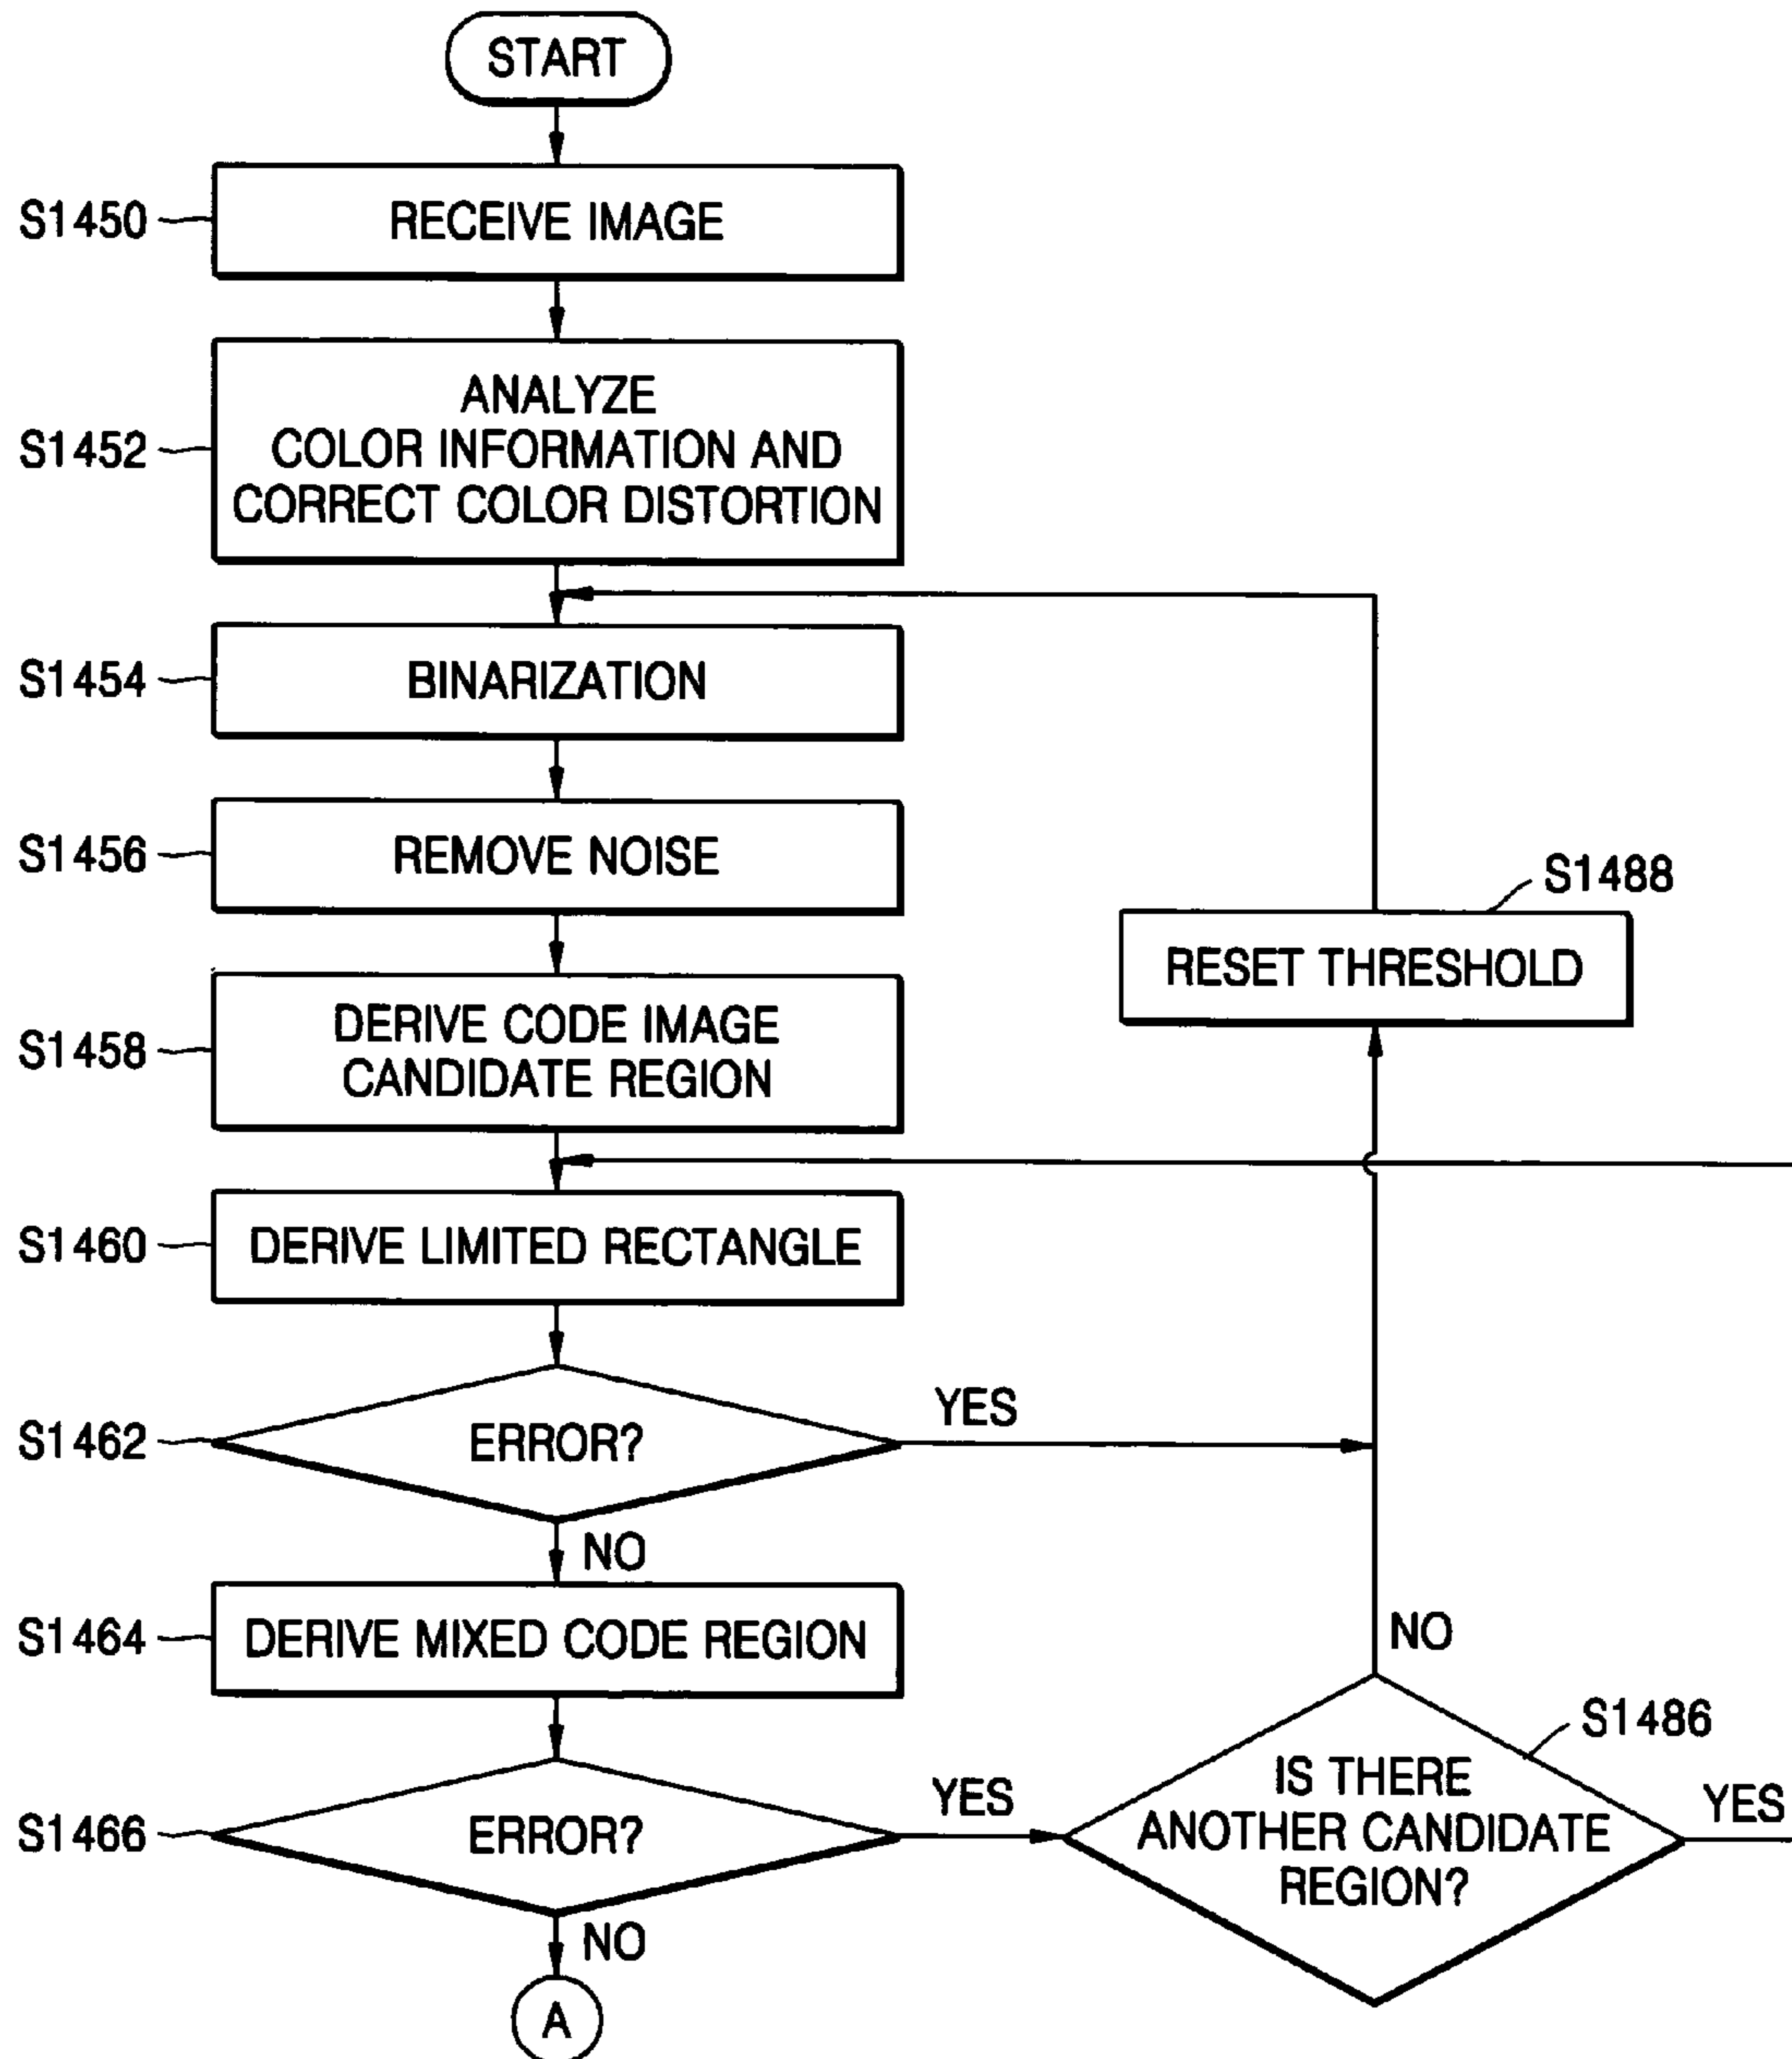 START
S1450
RECEIVE IMAGE
S1452
ANALYZE
COLOR INFORMATION AND
CORRECT COLOR DISTORTION
S1454
BINARIZATION
S1456
REMOVE NOISE
S1488
RESET THRESHOLD
S1458
DERIVE CODE IMAGE
CANDIDATE REGION
S1460
DERIVE LIMITED RECTANGLE
S1462
ERROR?
YES
NO
S1464
DERIVE MIXED CODE REGION
NO
S1486
S1466
ERROR?
YES
IS THERE
ANOTHER CANDIDATE
REGION?
YES
NO
A